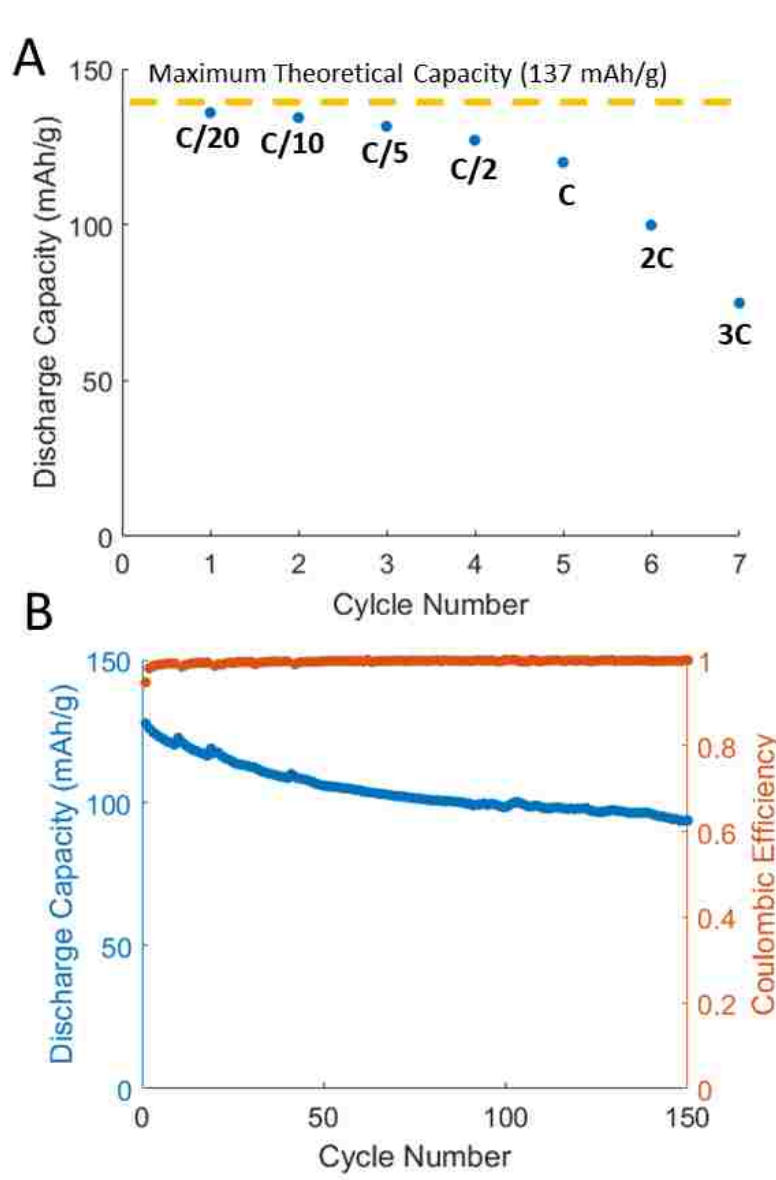 A
Maximum Theoretical Capacity (137 mAh/g)
150
100
50
0
Discharge Capacity (mAh/g)
C/20
C/10
C/5
C/2
C
2C
3C
0 1 2 3 4 5 6 7
Cylcle Number
B
150
100
50
0
Discharge Capacity (mAh/g)
1
0.8
0.6
0.4
0.2
0
Coulombic Efficiency
0 50 100 150
Cycle Number